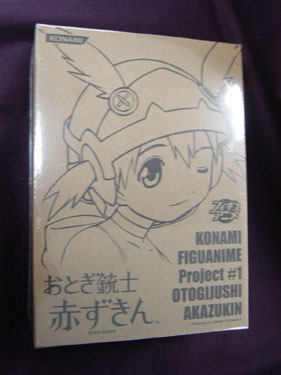 KONAMI
KONAMI
FIGUANIME
Project #1
OTOGIJUSHI
AKAZUKIN
おとぎ銃士
赤ずきん